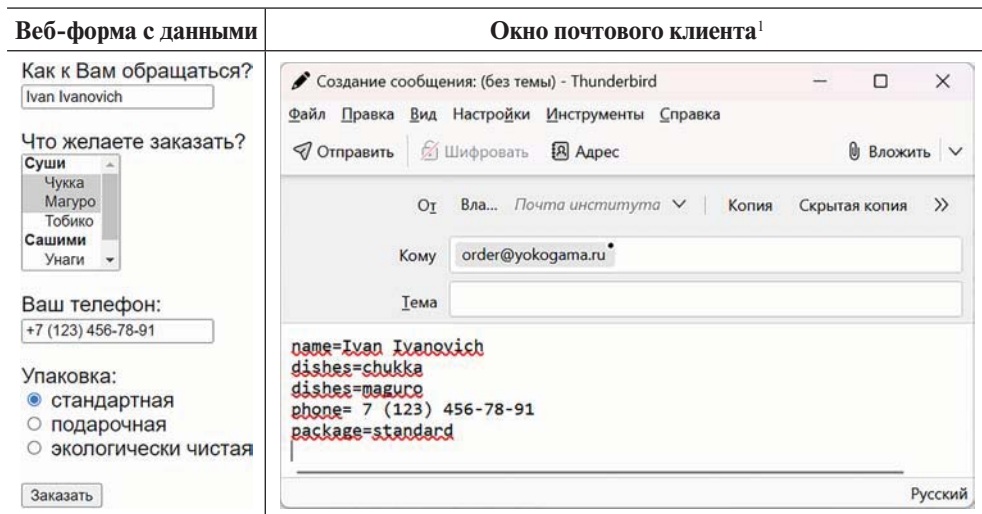 Веб-форма с данными
Окно почтового клиента¹
Как к Вам обращаться?
Ivan Ivanovich
Что желаете заказать?
Суши
Чукка
Магуро
Тобико
Сашими
Унаги
Ваш телефон:
+7 (123) 456-78-91
Упаковка:
стандартная
подарочная
экологически чистая
Заказать
Создание сообщения: (без темы) - Thunderbird
Файл Правка Вид Настройки Инструменты Справка
Отправить Шифровать Адрес Вложить
От Вла... Почта института Копия Скрытая копия
Кому order@yokogama.ru
Тема
name=Ivan Ivanovich
dishes=chukka
dishes=maguro
phone= 7 (123) 456-78-91
package=standard
Русский